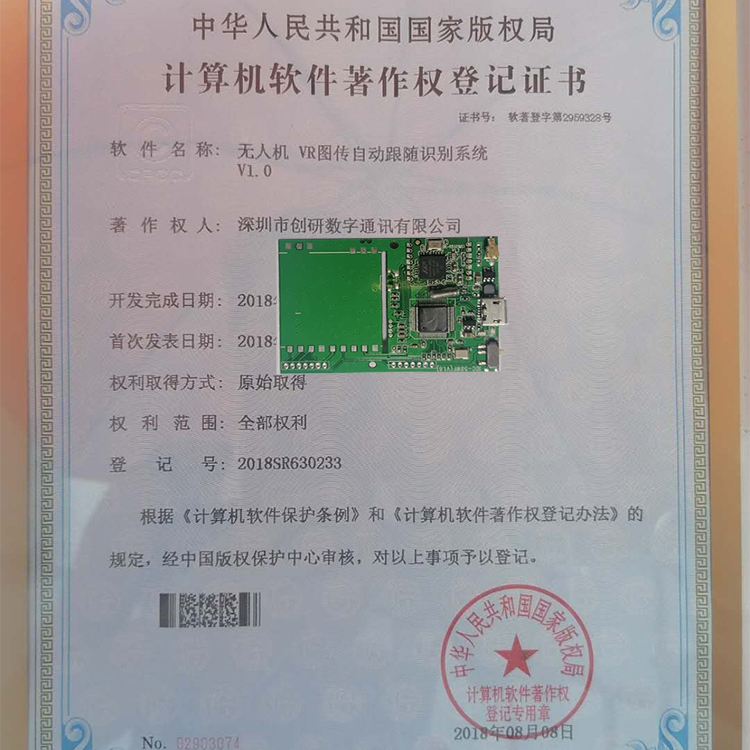 中华人民共和国国家版权局
计算机软件著作权登记证书
证书号： 软著登字第2959328号
软件名称： 无人机 VR图传自动跟随识别系统
V1.0
著作权人： 深圳市创研数字通讯有限公司
开发完成日期： 2018
首次发表日期： 2018
权利取得方式： 原始取得
权利范围： 全部权利
登记号： 2018SR630233
根据《计算机软件保护条例》和《计算机软件著作权登记办法》的
规定，经中国版权保护中心审核，对以上事项予以登记。
中华人民共和国国家版权局
计算机软件著作权
登记专用章
2018年08月08日
No. 02903074